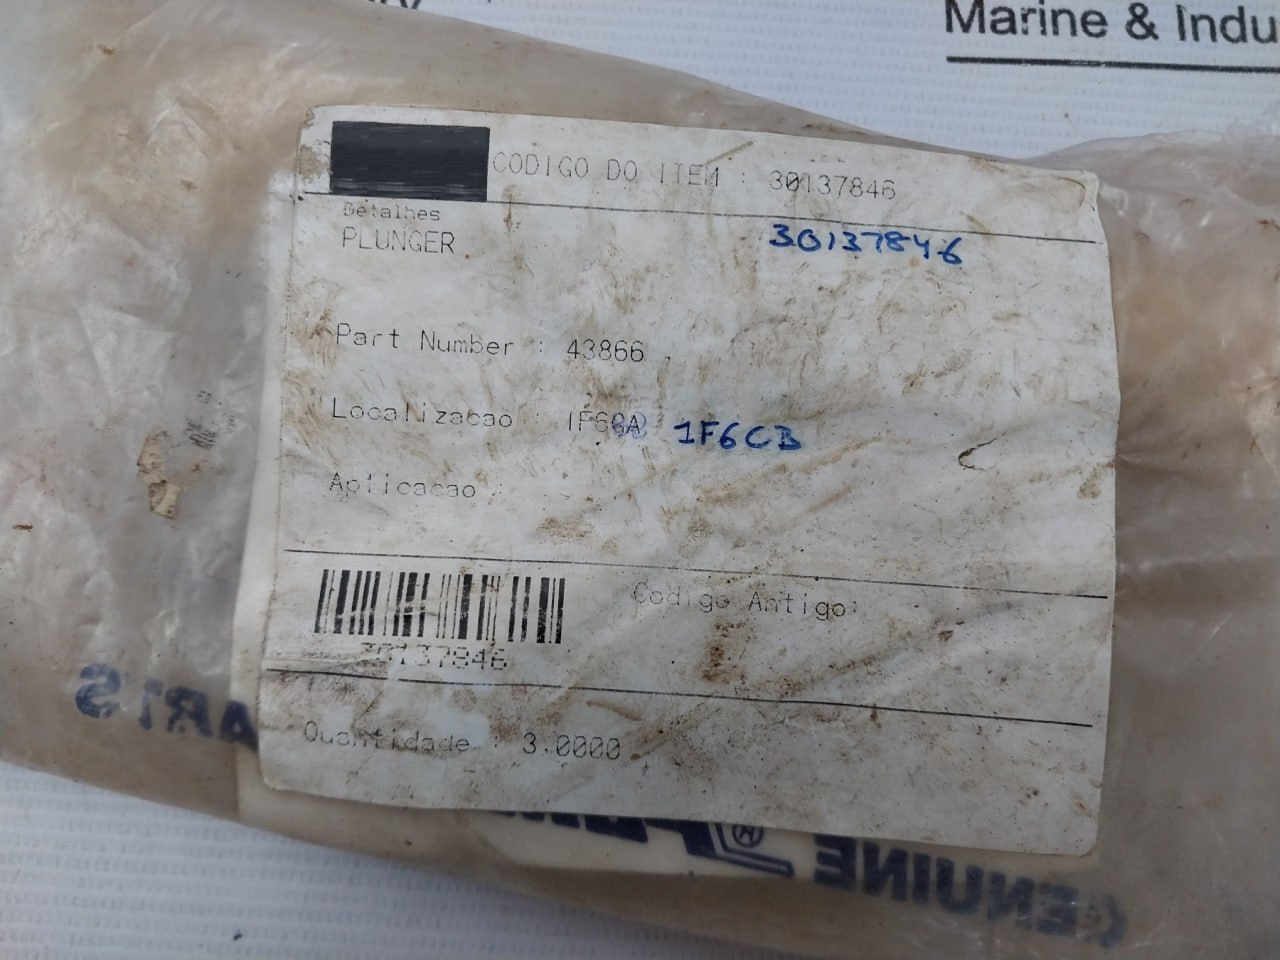 Marine & Indu
CODIGO DO ITEM : 30137846
Detalhes
PLUNGER
30137846
Part Number : 43866
Localizacao : 1F6CB
Aplicacao :
Codigo Antigo:
30137846
Quantidade : 3.0000
GENUINE